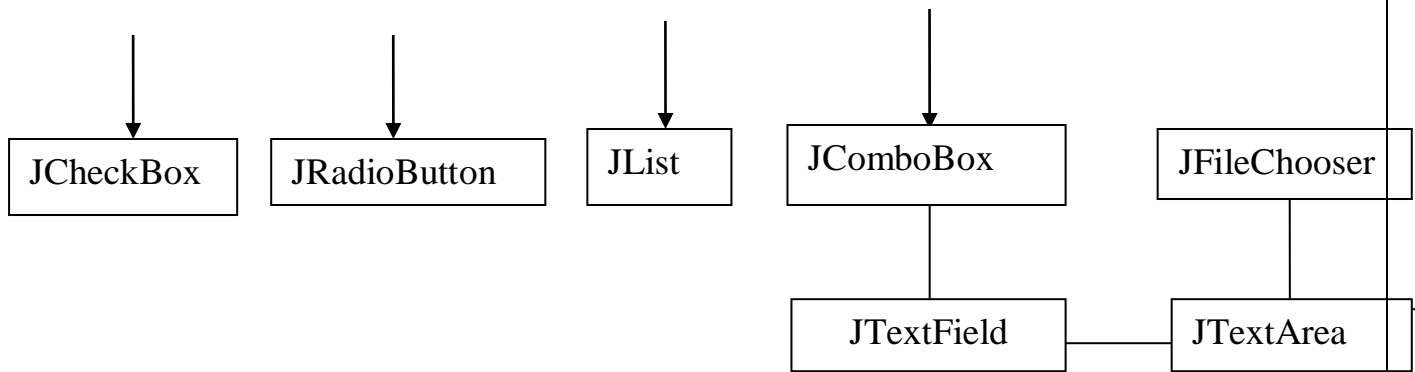 JCheckBox
JRadioButton
JList
JComboBox
JFileChooser
JTextField
JTextArea